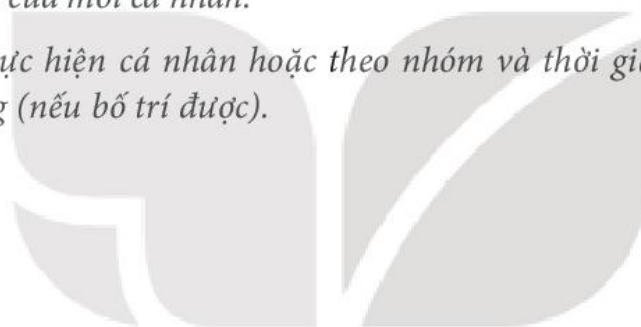 của mỗi cá nhân.
ực hiện cá nhân hoặc theo nhóm và thời gi
g (nếu bố trí được).